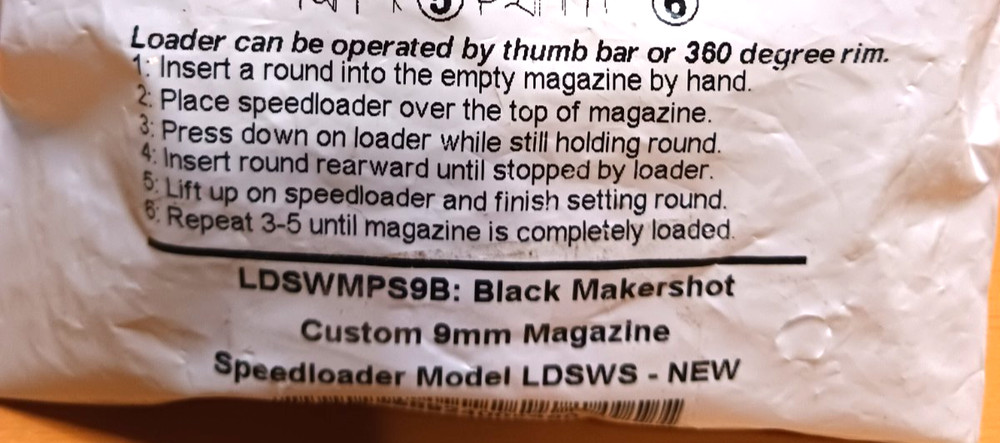 5 6
Loader can be operated by thumb bar or 360 degree rim.
1: Insert a round into the empty magazine by hand.
2: Place speedloader over the top of magazine.
3: Press down on loader while still holding round.
4: Insert round rearward until stopped by loader.
5: Lift up on speedloader and finish setting round.
6: Repeat 3-5 until magazine is completely loaded.
LDSWMPS9B: Black Makershot
Custom 9mm Magazine
Speedloader Model LDSWS - NEW